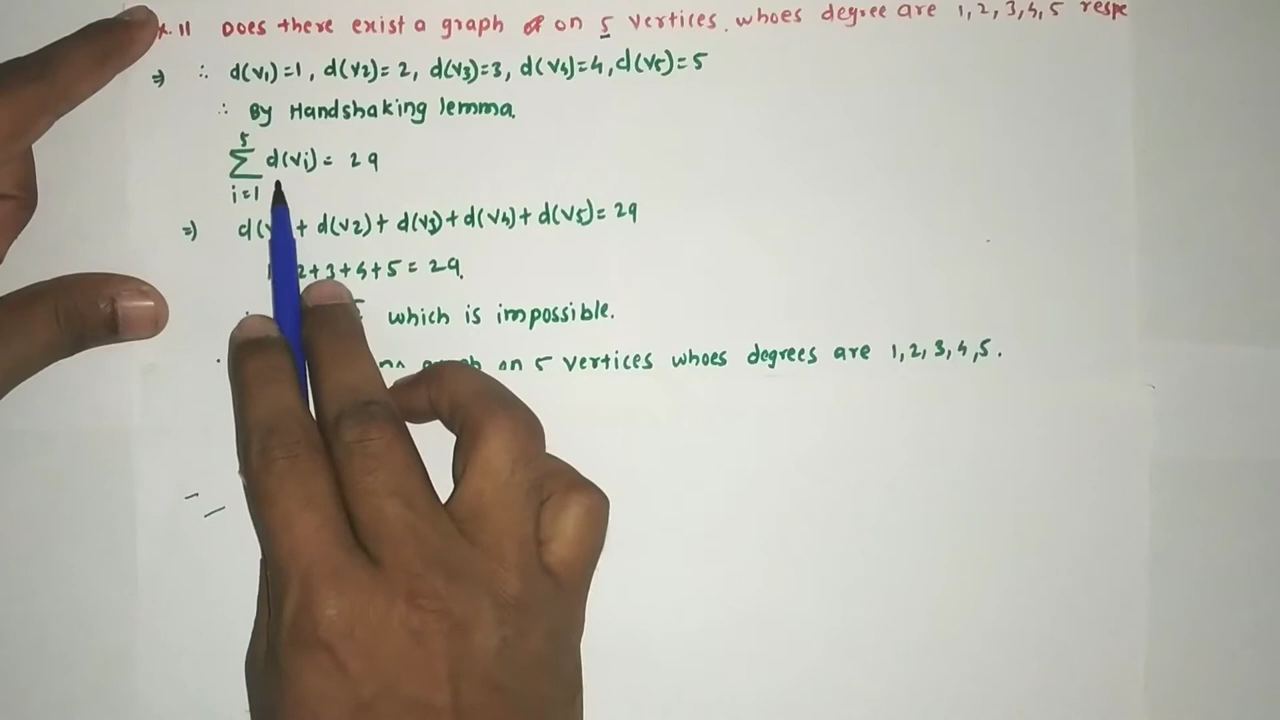 x. 11 Does there exist a graph on 5 vertices. whoes degree are 1, 2, 3, 4, 5 respe
⇒ ∴ d(v1)=1, d(v2)=2, d(v3)=3, d(v4)=4, d(v5)=5
∴ By Handshaking lemma.
5
∑ d(vi) = 2q
i=1
⇒) d(v + d(v2) + d(v3) + d(v4) + d(v5) = 2q
2+3+4+5 = 2q.
which is impossible.
graph on 5 vertices whoes degrees are 1, 2, 3, 4, 5.